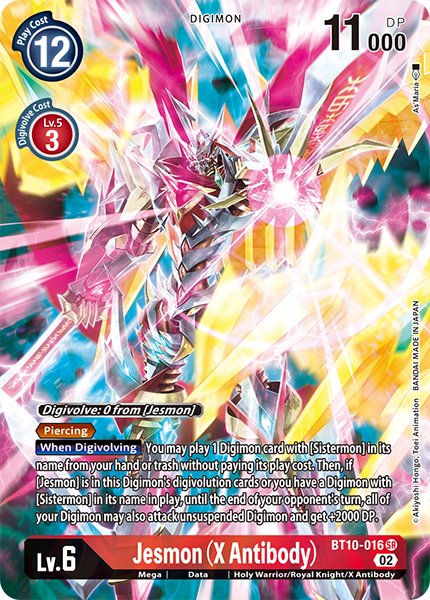 Play Cost
12
DIGIMON
DP
11000
Digivolve Cost
Lv.5
3
As'Maria
©Akiyoshi Hongo, Toei Animation BANDAI MADE IN JAPAN
Digivolve: 0 from [Jesmon]
Piercing
When Digivolving You may play 1 Digimon card with [Sistermon] in its
name from your hand or trash without paying its play cost. Then, if
[Jesmon] is in this Digimon's digivolution cards or you have a Digimon with
[Sistermon] in its name in play, until the end of your opponent's turn, all of
your Digimon may also attack unsuspended Digimon and get +2000 DP.
Lv.6
Jesmon (X Antibody)
BT10-016 SR
02
Mega | Data | Holy Warrior/Royal Knight/X Antibody